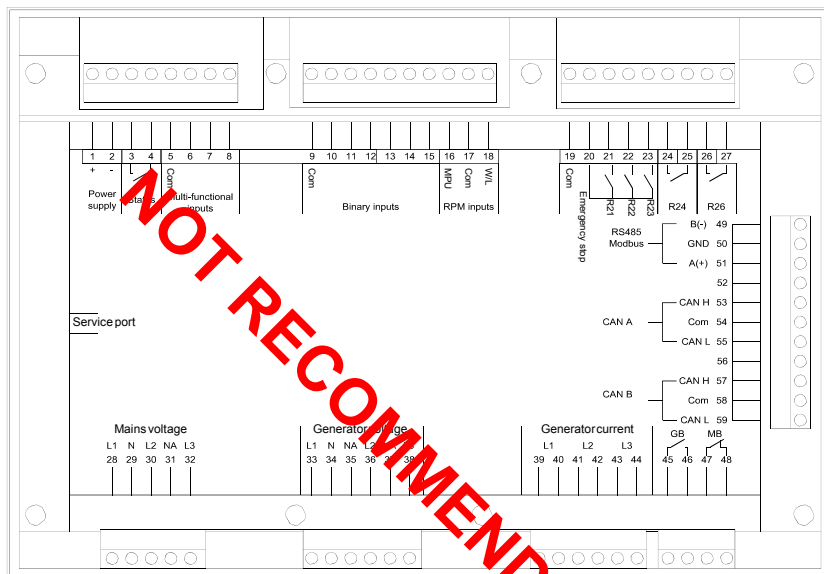 1 2 3 4 5 6 7 8 9 10 11 12 13 14 15 16 17 18 19 20 21 22 23 24 25 26 27
+ -
Power
supply
Com
inputs
Com
Binary inputs
MPU
Com
W/L
RPM inputs
Com
Emergency stop
R21
R22
R23
R24
R26
RS485
Modbus
B(-) 49
GND 50
A(+) 51
52
CAN A
CAN H 53
Com 54
CAN L 55
56
CAN B
CAN H 57
Com 58
CAN L 59
Service port
NOT RECOMMEND
Mains voltage
L1 N L2 NA L3
28 29 30 31 32
Generator
L1 N NA
33 34 35 36 38
Generator current
L1 L2 L3
39 40 41 42 43 44
GB MB
45 46 47 48